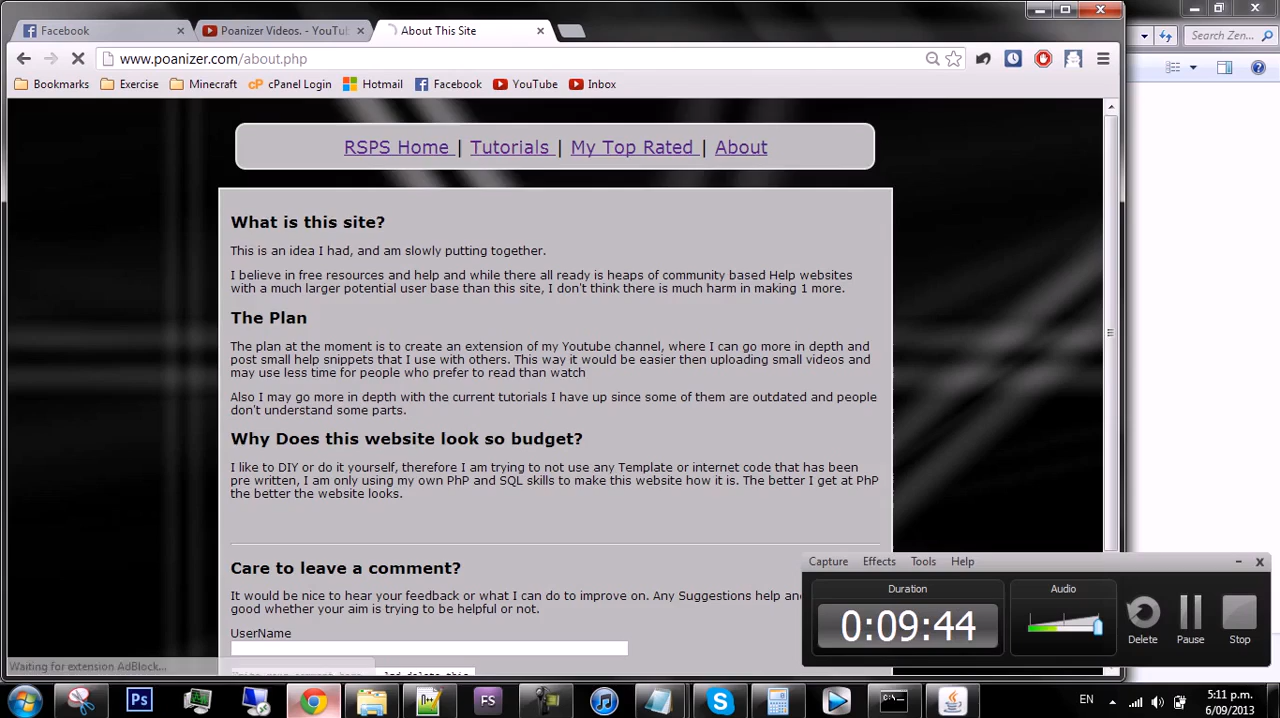 Facebook
Poanizer Videos. - YouTu
About This Site
www.poanizer.com/about.php
Search Zen...
Bookmarks
Exercise
Minecraft
cP cPanel Login
Hotmail
Facebook
YouTube
Inbox
RSPS Home | Tutorials | My Top Rated | About
What is this site?
This is an idea I had, and am slowly putting together.
I believe in free resources and help and while there all ready is heaps of community based Help websites
with a much larger potential user base than this site, I don't think there is much harm in making 1 more.
The Plan
The plan at the moment is to create an extension of my Youtube channel, where I can go more in depth and
post small help snippets that I use with others. This way it would be easier then uploading small videos and
may use less time for people who prefer to read than watch
Also I may go more in depth with the current tutorials I have up since some of them are outdated and people
don't understand some parts.
Why Does this website look so budget?
I like to DIY or do it yourself, therefore I am trying to not use any Template or internet code that has been
pre written, I am only using my own PhP and SQL skills to make this website how it is. The better I get at PhP
the better the website looks.
Care to leave a comment?
It would be nice to hear your feedback or what I can do to improve on. Any Suggestions help an
good whether your aim is trying to be helpful or not.
UserName
Waiting for extension AdBlock...
Capture
Effects
Tools
Help
Duration
Audio
0:09:44
Delete
Pause
Stop
Ps
FS
EN
5:11 p.m.
6/09/2013